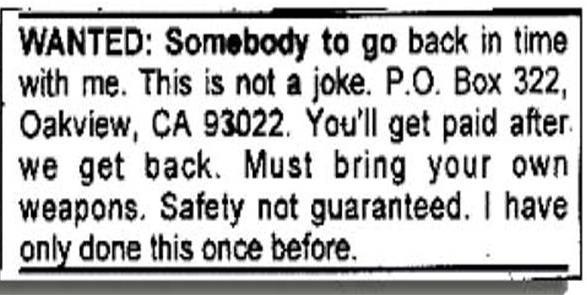 WANTED: Somebody to go back in time
with me. This is not a joke. P.O. Box 322,
Oakview, CA 93022. You'll get paid after
we get back. Must bring your own
weapons. Safety not guaranteed. I have
only done this once before.